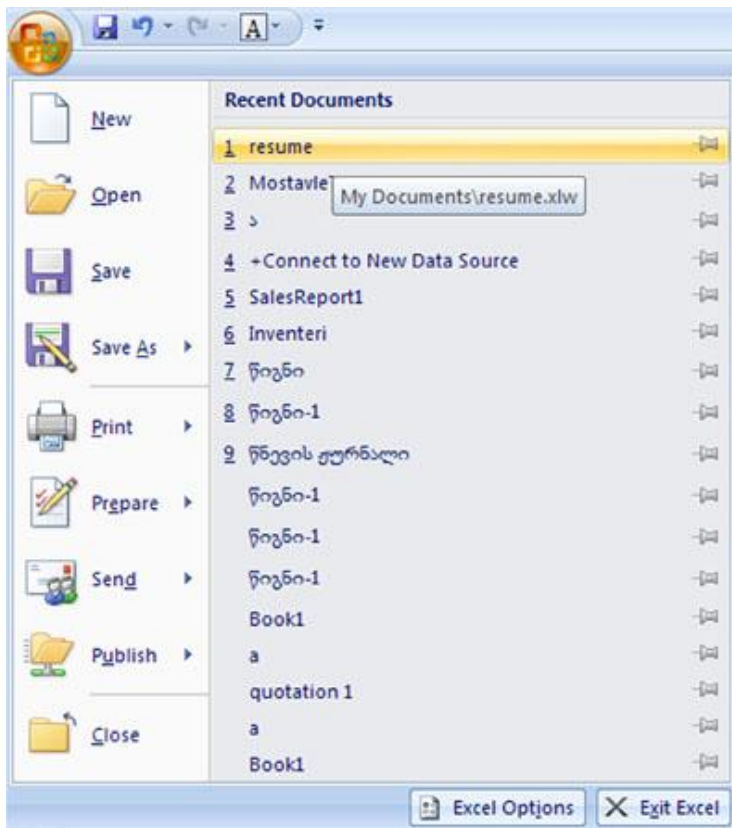 A
New
Open
Save
Save As
Print
Prepare
Send
Publish
Close
Recent Documents
1 resume
2 Mostavle
My Documents\resume.xlw
3 ა
4 +Connect to New Data Source
5 SalesReport1
6 Inventeri
7 წიგნი
8 წიგნი-1
9 წნევის ჟურნალი
წიგნი-1
წიგნი-1
წიგნი-1
Book1
a
quotation 1
a
Book1
Excel Options
Exit Excel